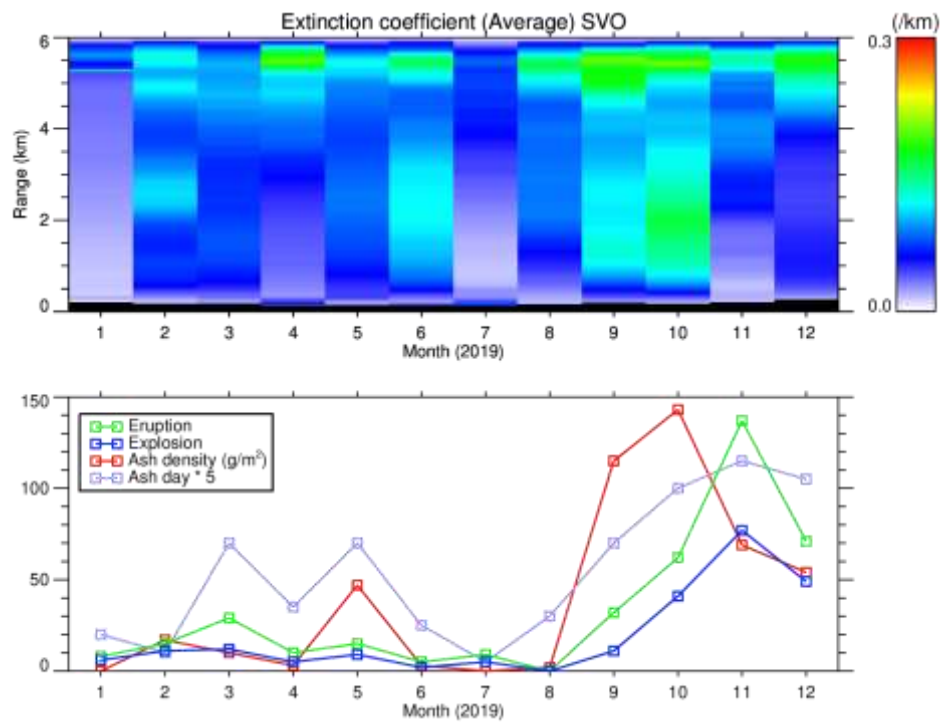 Extinction coefficient (Average) SVO
(/km)
6
4
2
0
Range (km)
0.3
0.0
1 2 3 4 5 6 7 8 9 10 11 12
Month (2019)
150
100
50
0
Eruption
Explosion
Ash density (g/m²)
Ash day * 5
1 2 3 4 5 6 7 8 9 10 11 12
Month (2019)